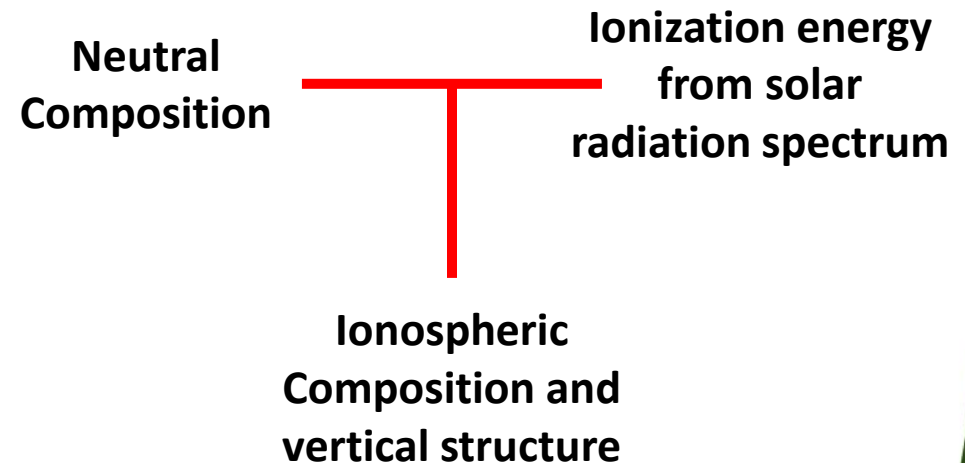 Neutral
Composition
Ionization energy
from solar
radiation spectrum
Ionospheric
Composition and
vertical structure